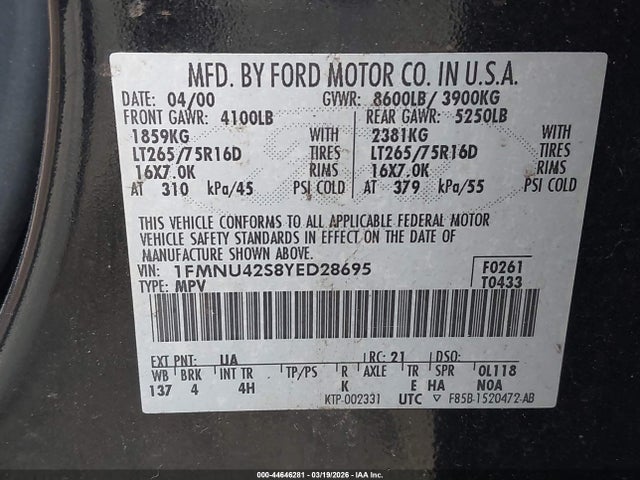 MFD. BY FORD MOTOR CO. IN U.S.A.
DATE: 04/00 GVWR: 8600LB/ 3900KG
FRONT GAWR: 4100LB REAR GAWR: 5250LB
1859KG WITH 2381KG WITH
LT265/75R16D TIRES LT265/75R16D TIRES
16X7.0K RIMS 16X7.0K RIMS
AT 310 kPa/45 PSI COLD AT 379 kPa/55 PSI COLD
THIS VEHICLE CONFORMS TO ALL APPLICABLE FEDERAL MOTOR
VEHICLE SAFETY STANDARDS IN EFFECT ON THE DATE OF
MANUFACTURE SHOWN ABOVE.
VIN: 1FMNU42S8YED28695 F0261
TYPE: MPV T0433
EXT PNT: UA RC: 21 DSO:
WB BRK INT TR TP/PS R AXLE TR SPR OL118
137 4 4H K E HA NOA
KTP-002331 UTC F85B-1520472-AB
000-44646281 - 03/19/2026 - IAA Inc.